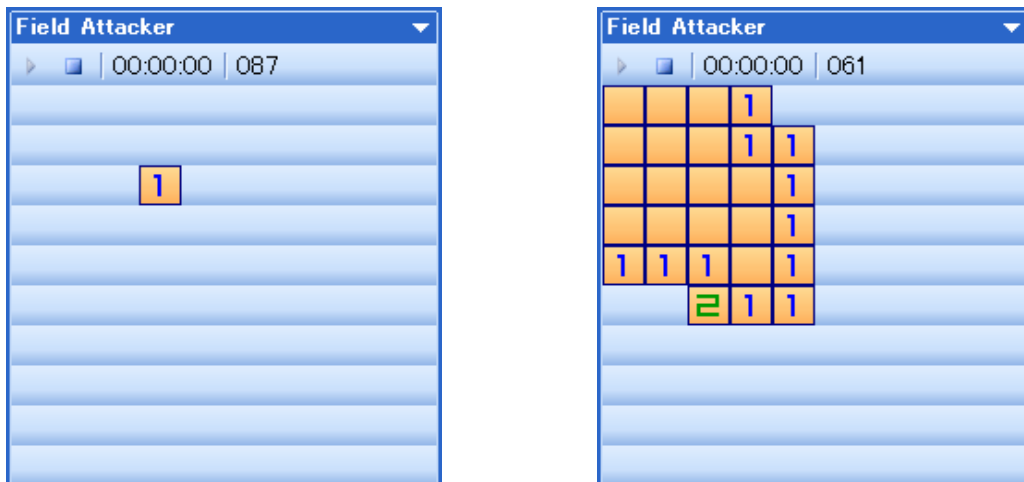 Field Attacker
00:00:00 087
1
Field Attacker
00:00:00 061
1
1 1
1
1
1 1 1 1
2 1 1